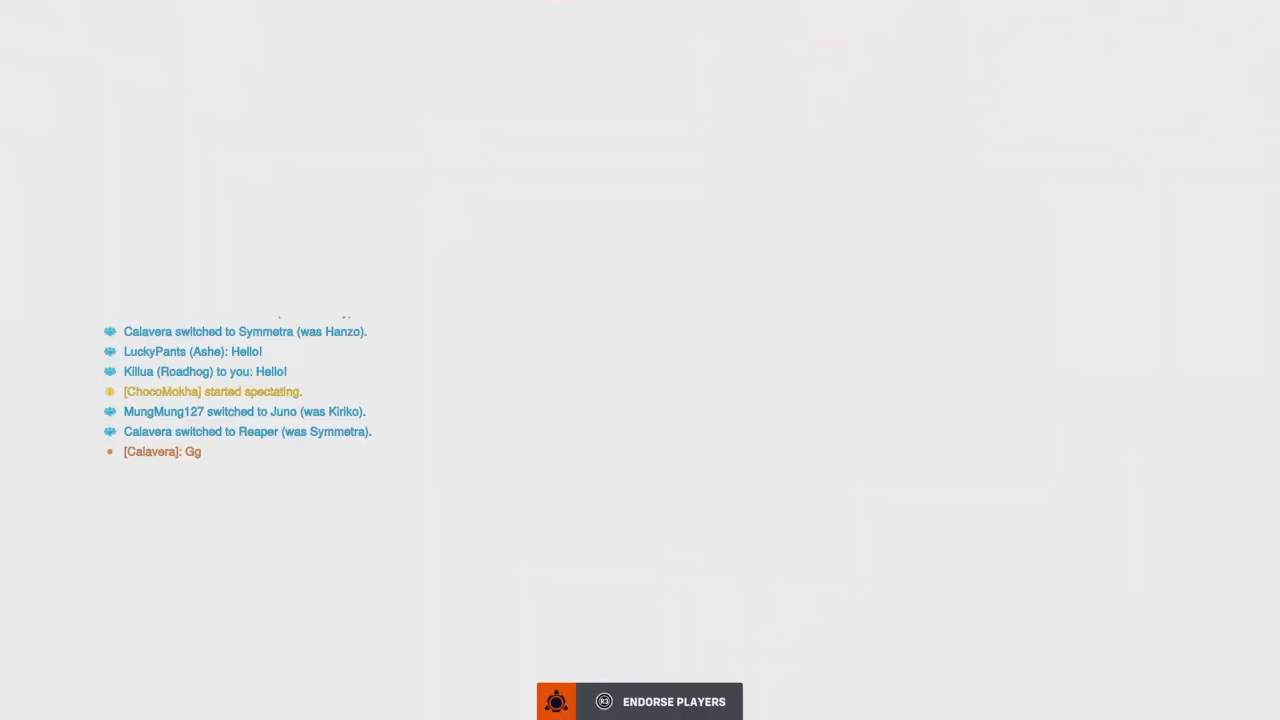 Calavera switched to Symmetra (was Hanzo).
LuckyPants (Ashe): Hello!
Killua (Roadhog) to you: Hello!
[ChocoMokha] started spectating.
MungMung127 switched to Juno (was Kiriko).
Calavera switched to Reaper (was Symmetra).
[Calavera]: Gg
R3 ENDORSE PLAYERS